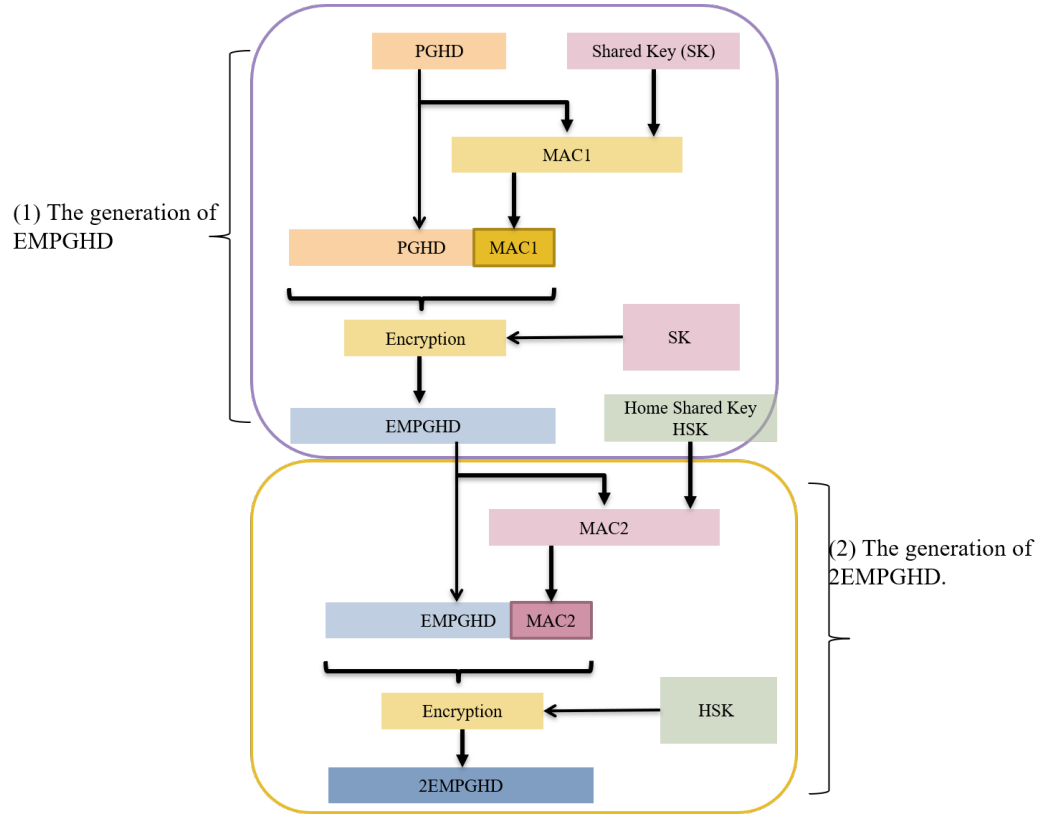 PGHD
Shared Key (SK)
MAC1
(1) The generation of
EMPGHD
PGHD
MAC1
Encryption
SK
EMPGHD
Home Shared Key
HSK
MAC2
(2) The generation of
2EMPGHD.
EMPGHD
MAC2
Encryption
HSK
2EMPGHD